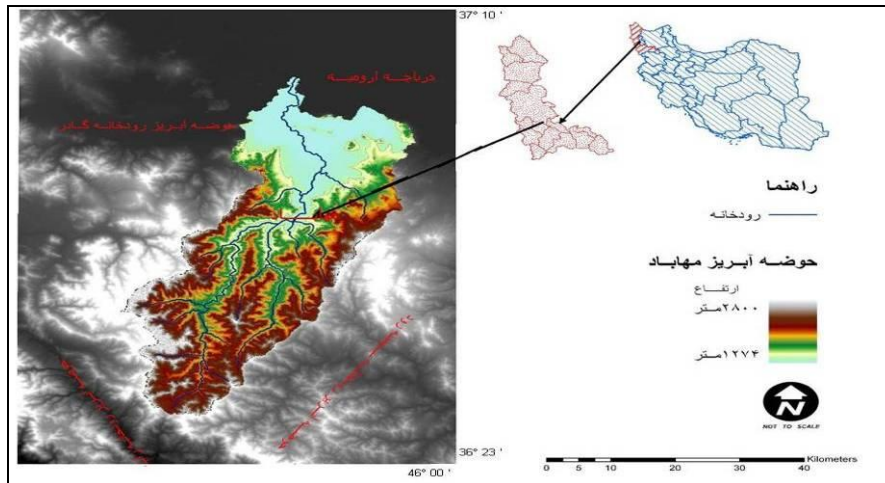 37° 10'
دریاچه ارومیه
حوضه آبریز رودخانه گادر
راهنما
رودخانه
حوضه آبریز مهاباد
ارتفاع
۲۸۰۰متر
۱۲۷۴متر
N
NOT TO SCALE
36° 23'
46° 00'
Kilometers
0 5 10 20 30 40